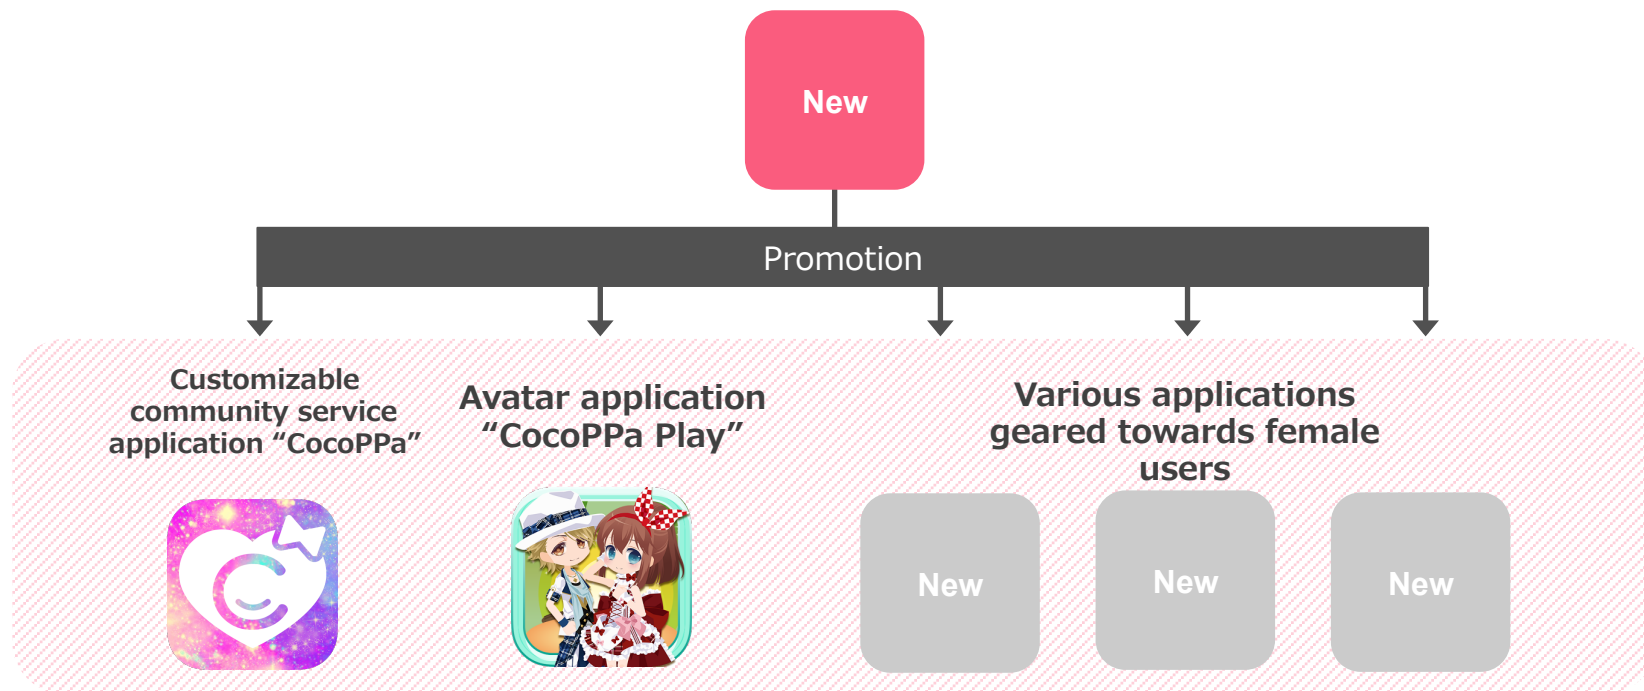 New
Promotion
Customizable
community service
application “CocoPPa”
Avatar application
“CocoPPa Play”
Various applications
geared towards female
users
New
New
New